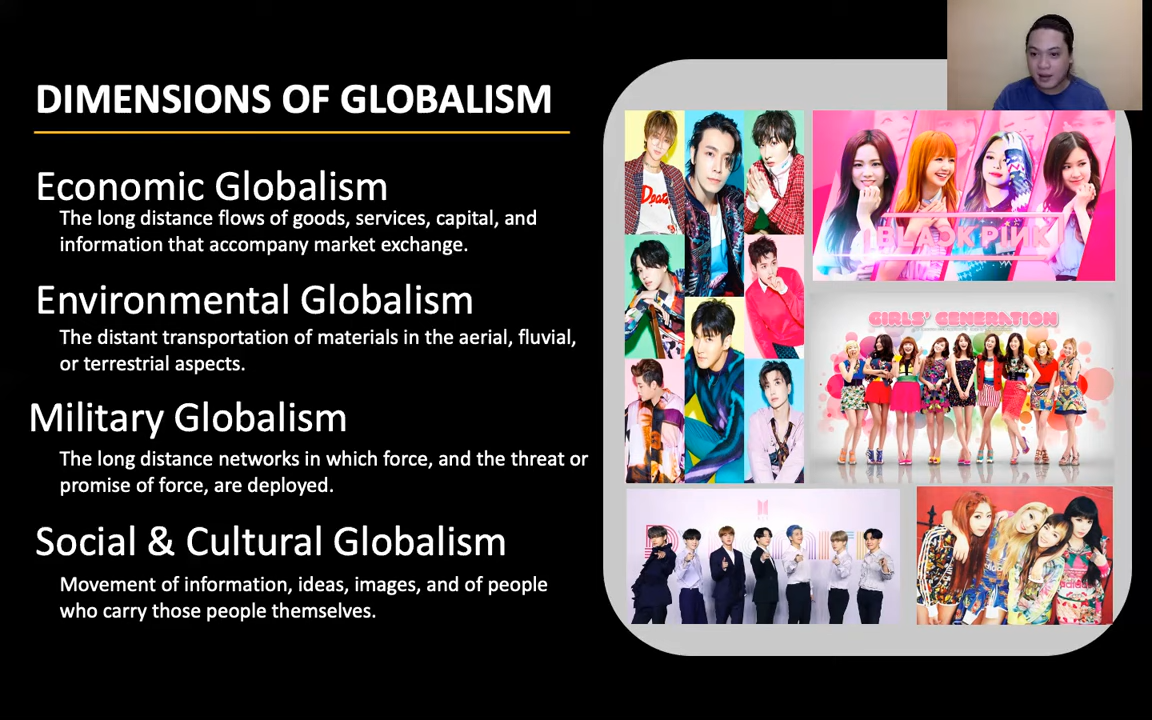 DIMENSIONS OF GLOBALISM
Economic Globalism
The long distance flows of goods, services, capital, and
information that accompany market exchange.
Environmental Globalism
The distant transportation of materials in the aerial, fluvial,
or terrestrial aspects.
Military Globalism
The long distance networks in which force, and the threat or
promise of force, are deployed.
Social & Cultural Globalism
Movement of information, ideas, images, and of people
who carry those people themselves.
BLACKPINK
GIRLS' GENERATION